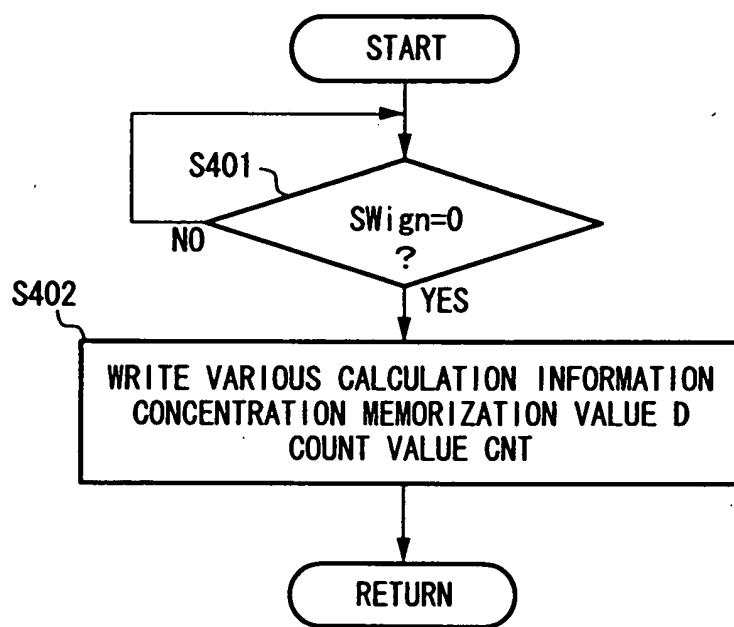 START
S401
SWign=0
?
NO
YES
S402
WRITE VARIOUS CALCULATION INFORMATION
CONCENTRATION MEMORIZATION VALUE D
COUNT VALUE CNT
RETURN